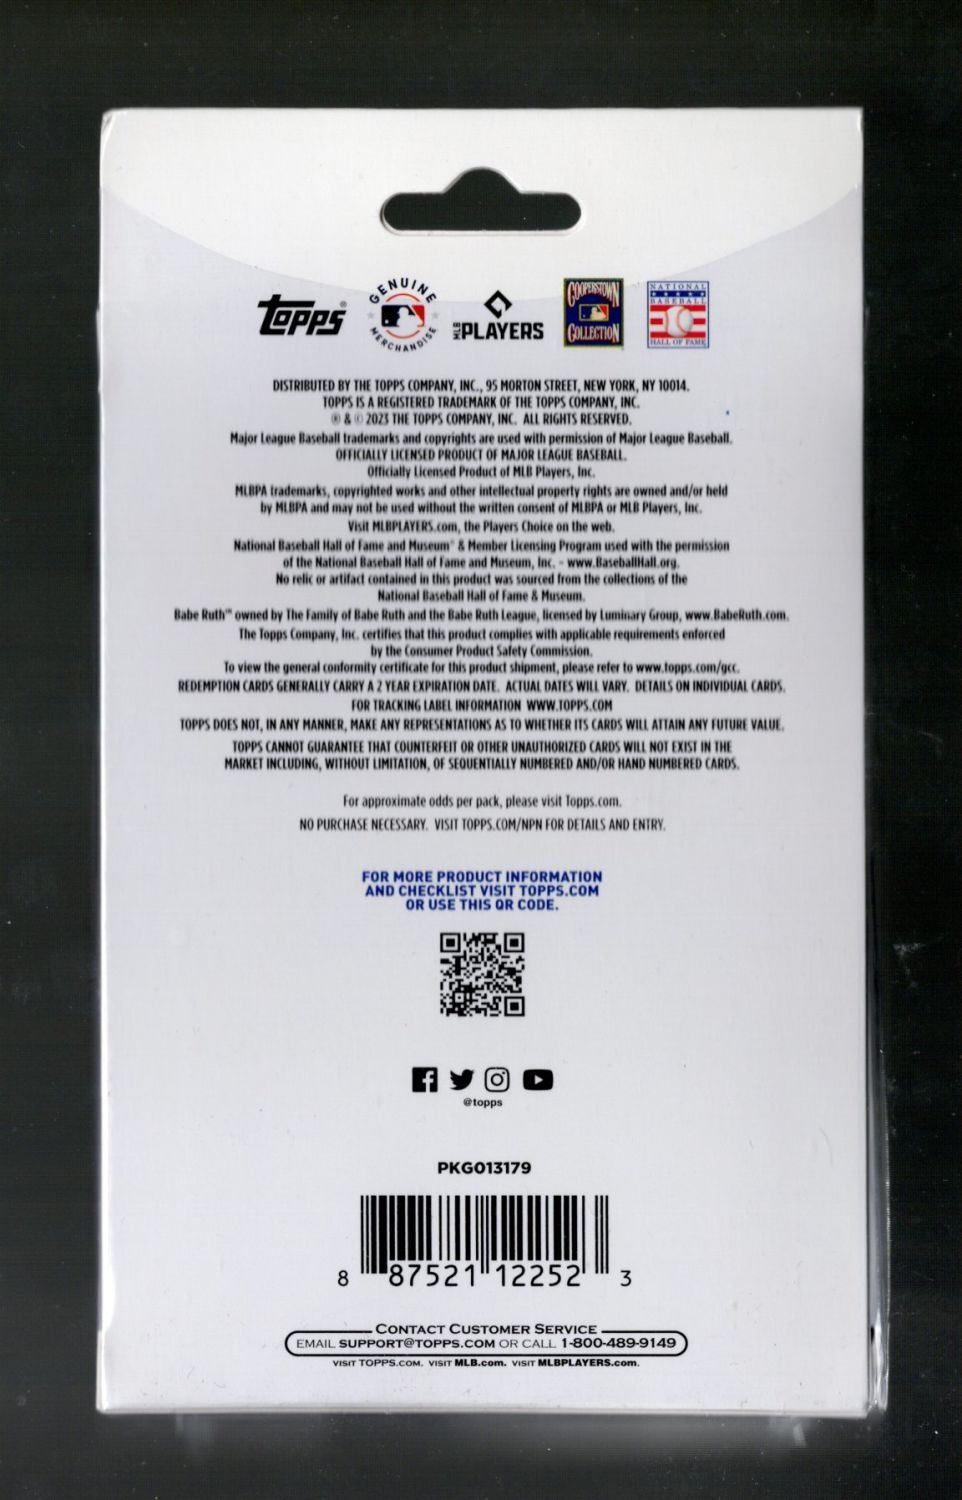 topps®
GENUINE
MERCHANDISE
MLB PLAYERS
COOPERSTOWN
COLLECTION
NATIONAL
BASEBALL
HALL OF FAME
DISTRIBUTED BY THE TOPPS COMPANY, INC., 95 MORTON STREET, NEW YORK, NY 10014.
TOPPS IS A REGISTERED TRADEMARK OF THE TOPPS COMPANY, INC.
® & © 2023 THE TOPPS COMPANY, INC. ALL RIGHTS RESERVED.
Major League Baseball trademarks and copyrights are used with permission of Major League Baseball.
OFFICIALLY LICENSED PRODUCT OF MAJOR LEAGUE BASEBALL.
Officially Licensed Product of MLB Players, Inc.
MLBPA trademarks, copyrighted works and other intellectual property rights are owned and/or held
by MLBPA and may not be used without the written consent of MLBPA or MLB Players, Inc.
Visit MLBPLAYERS.com, the Players Choice on the web.
National Baseball Hall of Fame and Museum® & Member Licensing Program used with the permission
of the National Baseball Hall of Fame and Museum, Inc. - www.BaseballHall.org.
No relic or artifact contained in this product was sourced from the collections of the
National Baseball Hall of Fame & Museum.
Babe Ruth™ owned by The Family of Babe Ruth and the Babe Ruth League, licensed by Luminary Group, www.BabeRuth.com.
The Topps Company, Inc. certifies that this product complies with applicable requirements enforced
by the Consumer Product Safety Commission.
To view the general conformity certificate for this product shipment, please refer to www.topps.com/gcc.
REDEMPTION CARDS GENERALLY CARRY A 2 YEAR EXPIRATION DATE. ACTUAL DATES WILL VARY. DETAILS ON INDIVIDUAL CARDS.
FOR TRACKING LABEL INFORMATION WWW.TOPPS.COM
TOPPS DOES NOT, IN ANY MANNER, MAKE ANY REPRESENTATIONS AS TO WHETHER ITS CARDS WILL ATTAIN ANY FUTURE VALUE.
TOPPS CANNOT GUARANTEE THAT COUNTERFEIT OR OTHER UNAUTHORIZED CARDS WILL NOT EXIST IN THE
MARKET INCLUDING, WITHOUT LIMITATION, OF SEQUENTIALLY NUMBERED AND/OR HAND NUMBERED CARDS.
For approximate odds per pack, please visit Topps.com.
NO PURCHASE NECESSARY. VISIT TOPPS.COM/NPN FOR DETAILS AND ENTRY.
FOR MORE PRODUCT INFORMATION
AND CHECKLIST VISIT TOPPS.COM
OR USE THIS QR CODE.
@topps
PKG013179
8 87521 12252 3
CONTACT CUSTOMER SERVICE
EMAIL SUPPORT@TOPPS.COM OR CALL 1-800-489-9149
VISIT TOPPS.COM. VISIT MLB.com. VISIT MLBPLAYERS.com.